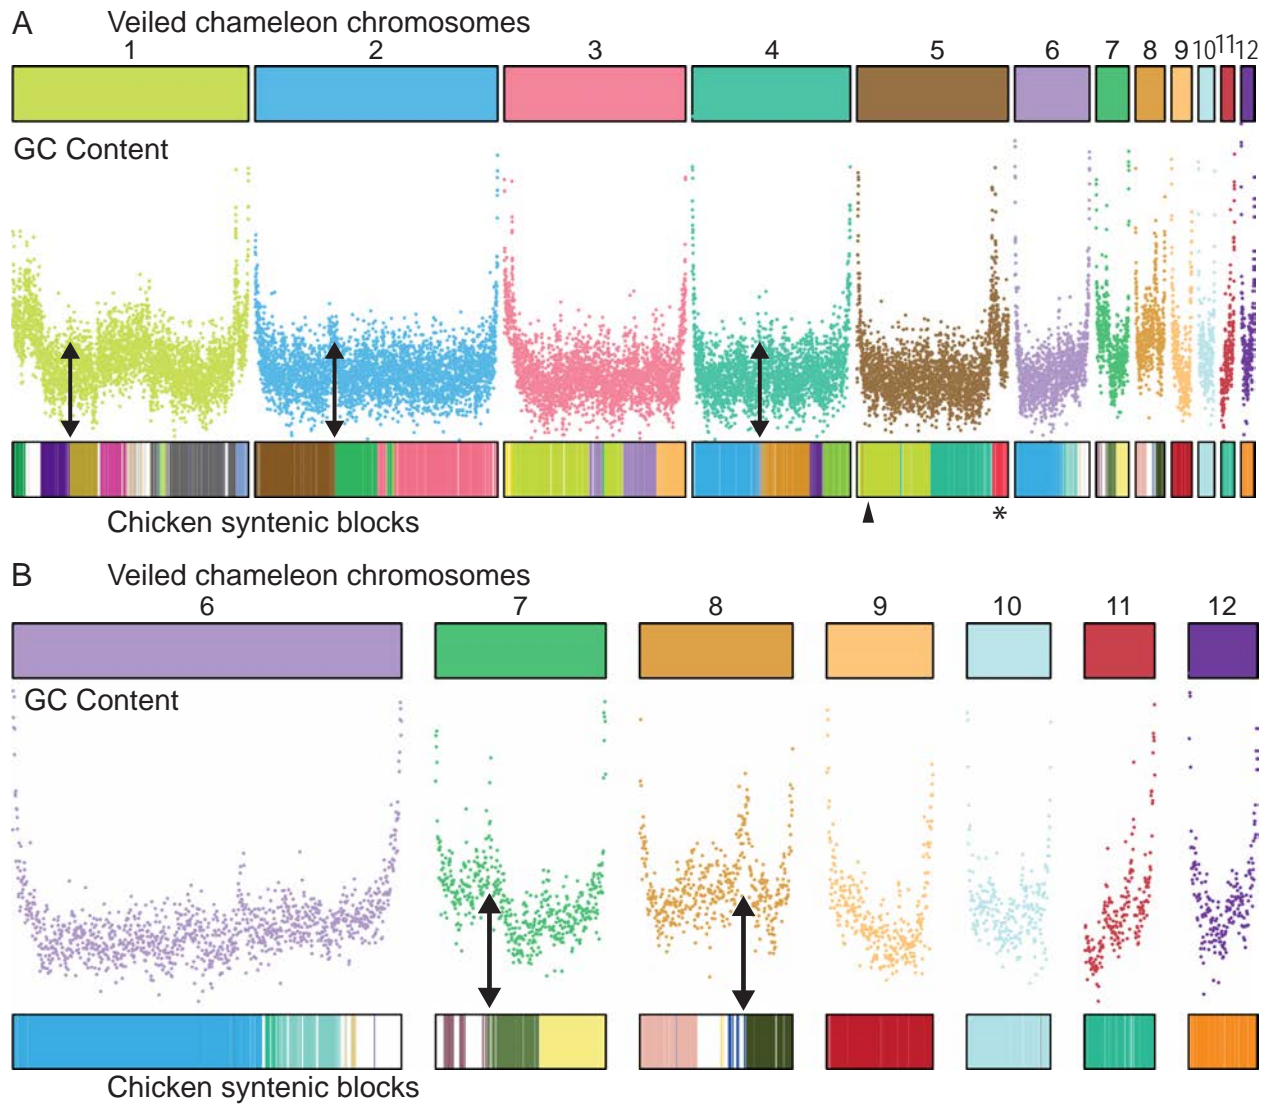 A Veiled chameleon chromosomes
1 2 3 4 5 6 7 8 9 10 11 12
GC Content
*
Chicken syntenic blocks
B Veiled chameleon chromosomes
6 7 8 9 10 11 12
GC Content
Chicken syntenic blocks